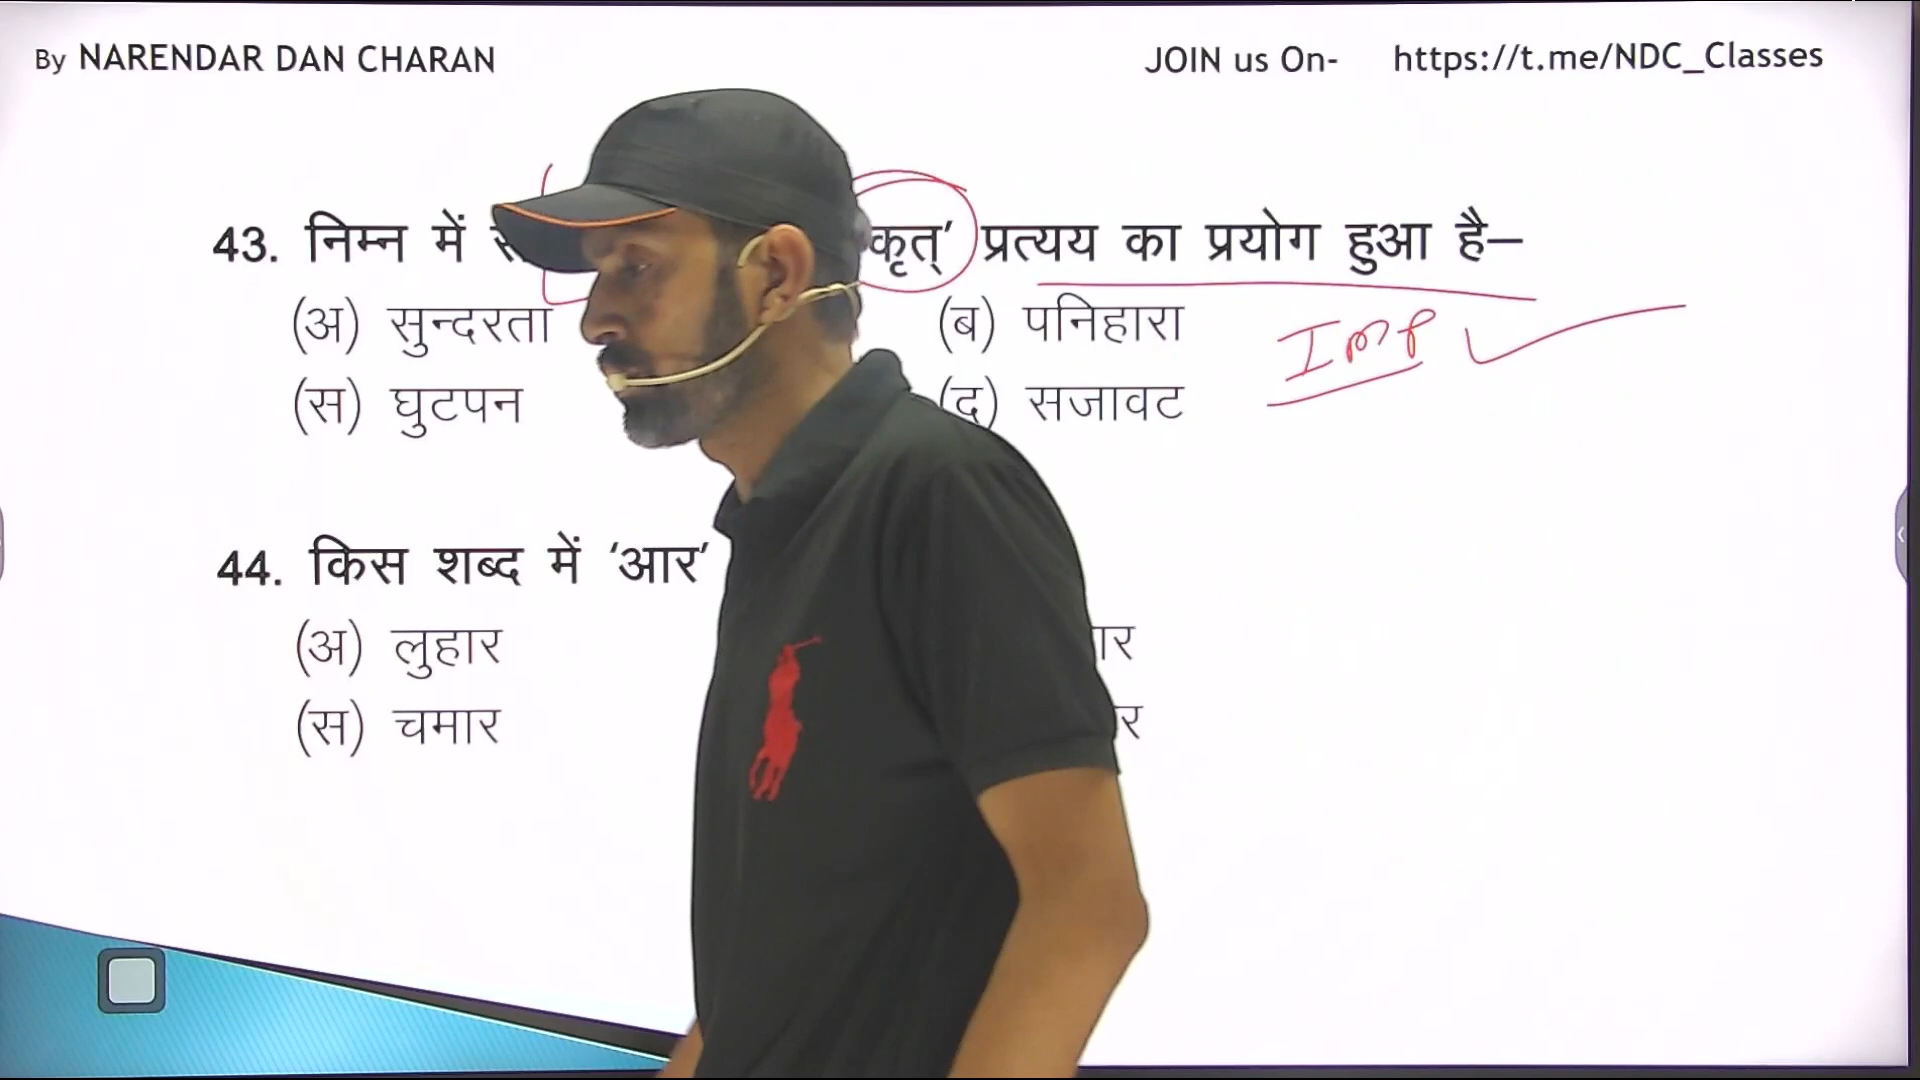 By NARENDAR DAN CHARAN
JOIN us On- https://t.me/NDC_Classes
43. निम्न में कृत्’ प्रत्यय का प्रयोग हुआ है–
(अ) सुन्दरता (ब) पनिहारा
IMP
(स) घुटपन (द) सजावट
44. किस शब्द में ‘आर’
(अ) लुहार
(स) चमार